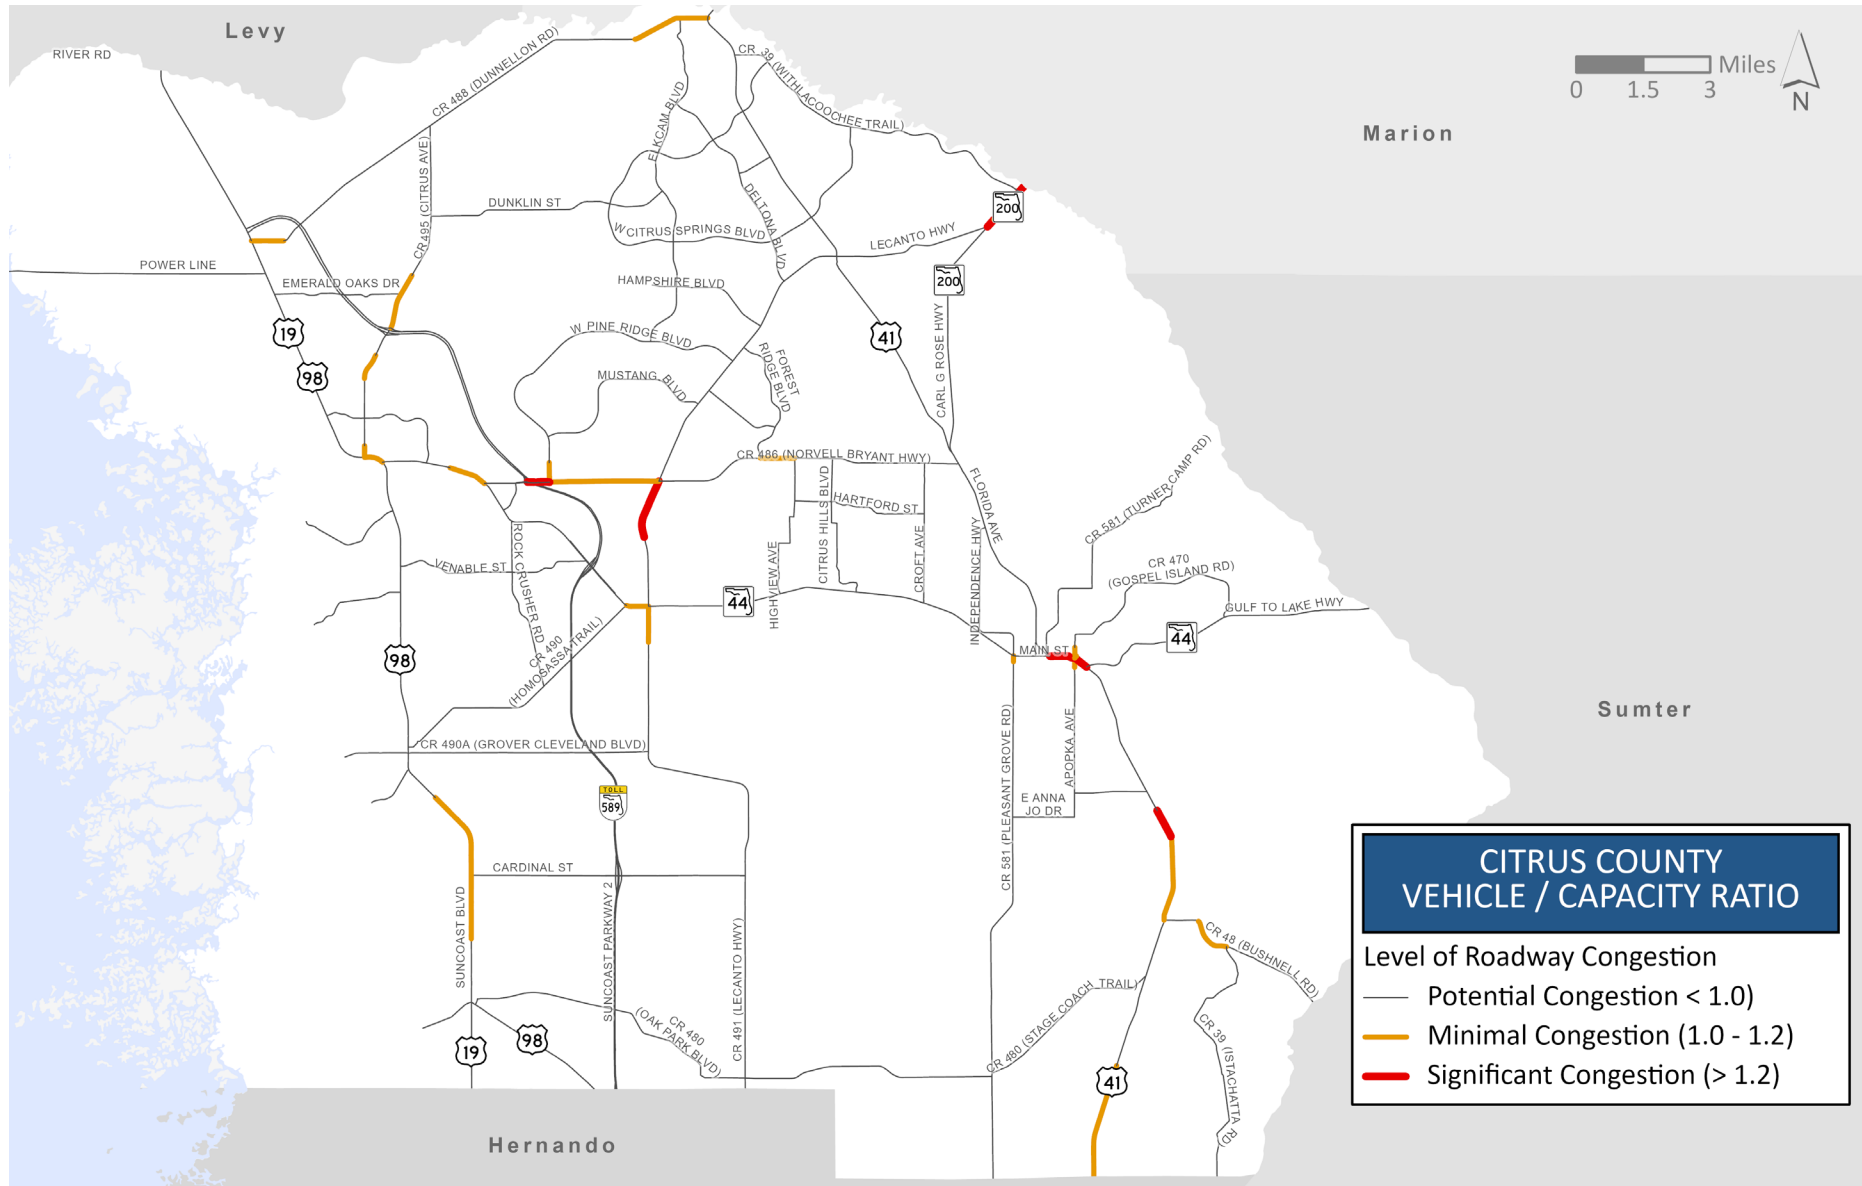 Levy
RIVER RD
CR 488 (DUNNELLON RD)
CR 39 (WITHLACOOCHEE TRAIL)
Miles
0 1.5 3
N
Marion
ELKCAM BLVD
CR 495 (CITRUS AVE)
DUNKLIN ST
DELTONA BLVD
200
W CITRUS SPRINGS BLVD
LECANTO HWY
POWER LINE
EMERALD OAKS DR
HAMPSHIRE BLVD
200
19
98
W PINE RIDGE BLVD
41
CARL G ROSE HWY
MUSTANG BLVD
FOREST
RIDGE BLVD
CR 486 (NORVELL BRYANT HWY)
CR 581 (TURNER CAMP RD)
FLORIDA AVE
HARTFORD ST
CITRUS HILLS BLVD
CROFT AVE
INDEPENDENCE HWY
HIGHVIEW AVE
ROCK CRUSHER RD
VENABLE ST
CR 470
(GOSPEL ISLAND RD)
GULF TO LAKE HWY
44
44
MAIN ST
98
CR 490
(HOMOSASSA TRAIL)
CR 490A (GROVER CLEVELAND BLVD)
CR 581 (PLEASANT GROVE RD)
APOPKA AVE
Sumter
TOLL
589
E ANNA
JO DR
CARDINAL ST
SUNCOAST BLVD
SUNCOAST PARKWAY 2
CR 491 (LECANTO HWY)
CR 48 (BUSHNELL RD)
CR 480
(OAK PARK BLVD)
CR 480 (STAGE COACH TRAIL)
CR 39 (ISTACHATTA RD)
19
98
41
Hernando
CITRUS COUNTY
VEHICLE / CAPACITY RATIO
Level of Roadway Congestion
Potential Congestion < 1.0)
Minimal Congestion (1.0 - 1.2)
Significant Congestion (> 1.2)